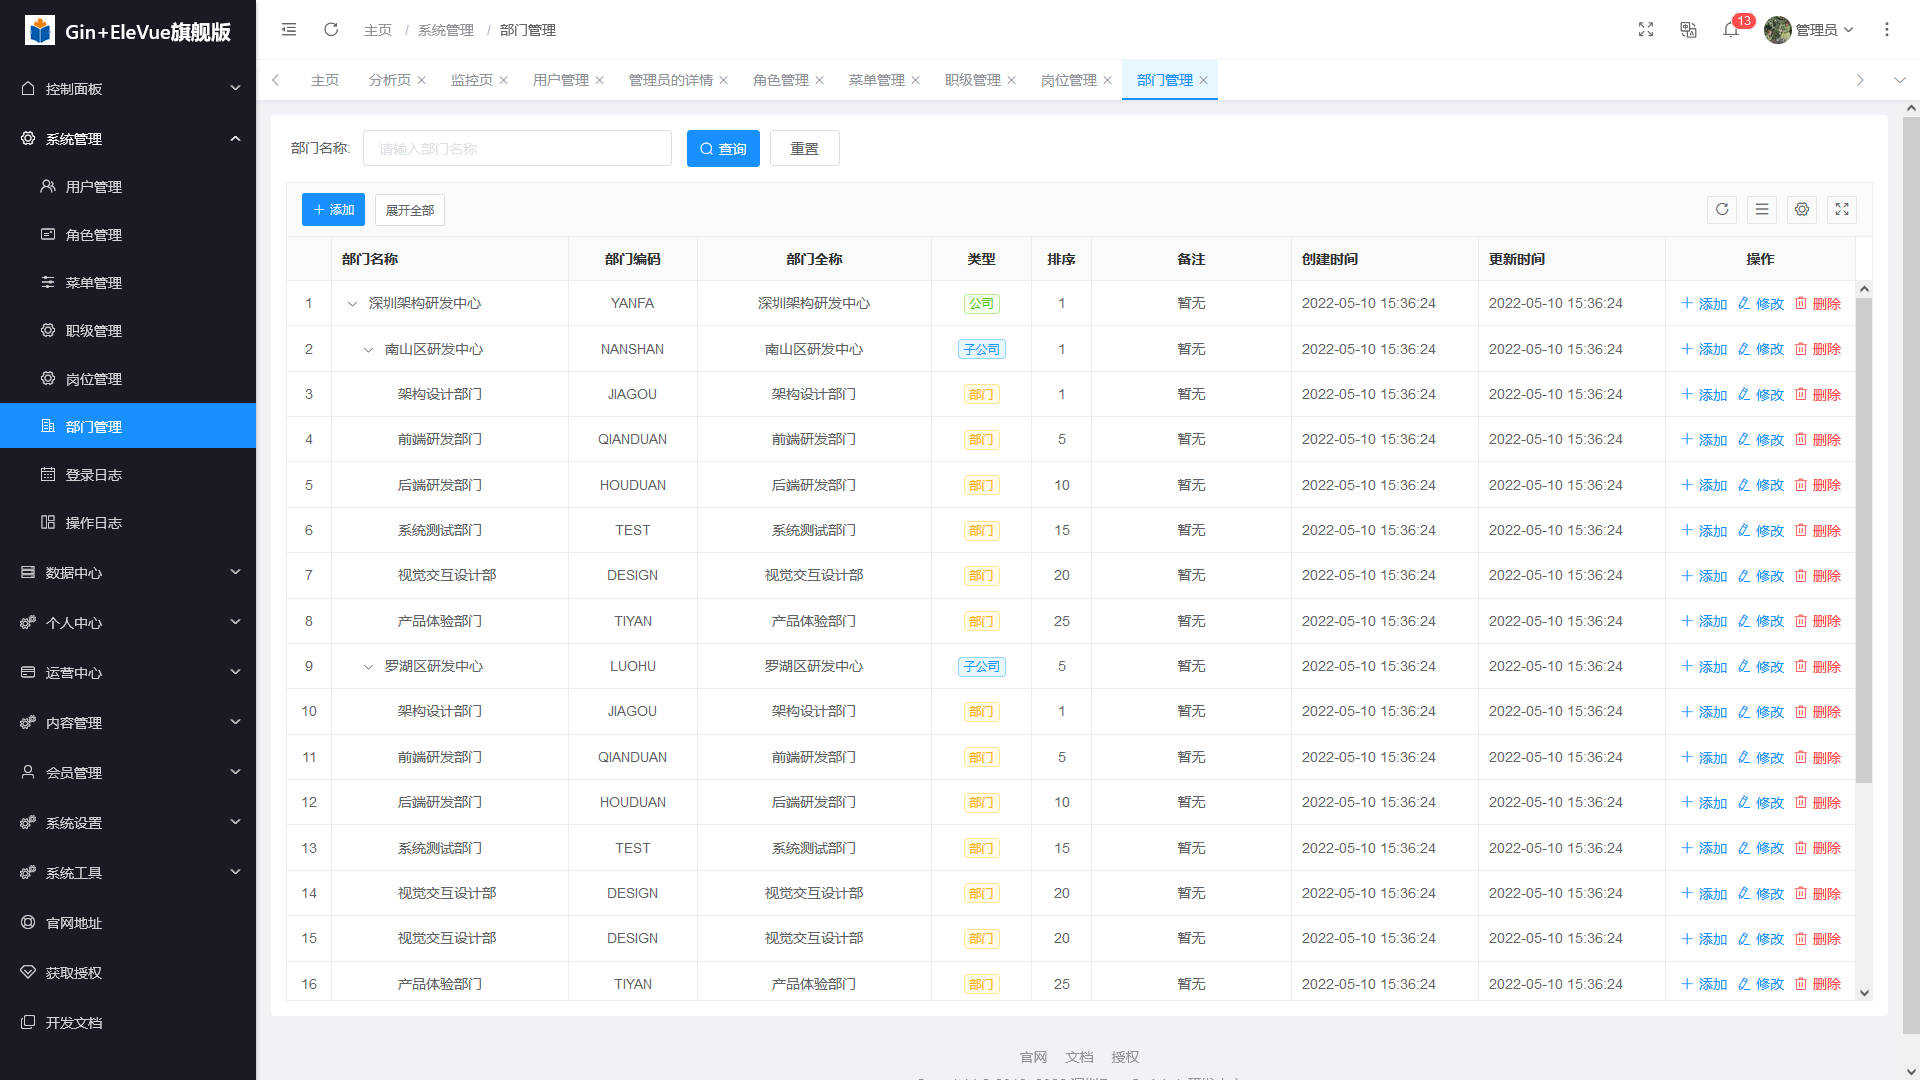 Gin+EleVue旗舰版
控制面板
系统管理
用户管理
角色管理
菜单管理
职级管理
岗位管理
部门管理
登录日志
操作日志
数据中心
个人中心
运营中心
内容管理
会员管理
系统设置
系统工具
官网地址
获取授权
开发文档
主页 / 系统管理 / 部门管理
13
管理员
主页 分析页 监控页 用户管理 管理员的详情 角色管理 菜单管理 职级管理 岗位管理 部门管理
部门名称: 请输入部门名称 查询 重置
添加 展开全部
部门名称 部门编码 部门全称 类型 排序 备注 创建时间 更新时间 操作
1 深圳架构研发中心 YANFA 深圳架构研发中心 公司 1 暂无 2022-05-10 15:36:24 2022-05-10 15:36:24 添加 修改 删除
2 南山区研发中心 NANSHAN 南山区研发中心 子公司 1 暂无 2022-05-10 15:36:24 2022-05-10 15:36:24 添加 修改 删除
3 架构设计部门 JIAGOU 架构设计部门 部门 1 暂无 2022-05-10 15:36:24 2022-05-10 15:36:24 添加 修改 删除
4 前端研发部门 QIANDUAN 前端研发部门 部门 5 暂无 2022-05-10 15:36:24 2022-05-10 15:36:24 添加 修改 删除
5 后端研发部门 HOUDUAN 后端研发部门 部门 10 暂无 2022-05-10 15:36:24 2022-05-10 15:36:24 添加 修改 删除
6 系统测试部门 TEST 系统测试部门 部门 15 暂无 2022-05-10 15:36:24 2022-05-10 15:36:24 添加 修改 删除
7 视觉交互设计部 DESIGN 视觉交互设计部 部门 20 暂无 2022-05-10 15:36:24 2022-05-10 15:36:24 添加 修改 删除
8 产品体验部门 TIYAN 产品体验部门 部门 25 暂无 2022-05-10 15:36:24 2022-05-10 15:36:24 添加 修改 删除
9 罗湖区研发中心 LUOHU 罗湖区研发中心 子公司 5 暂无 2022-05-10 15:36:24 2022-05-10 15:36:24 添加 修改 删除
10 架构设计部门 JIAGOU 架构设计部门 部门 1 暂无 2022-05-10 15:36:24 2022-05-10 15:36:24 添加 修改 删除
11 前端研发部门 QIANDUAN 前端研发部门 部门 5 暂无 2022-05-10 15:36:24 2022-05-10 15:36:24 添加 修改 删除
12 后端研发部门 HOUDUAN 后端研发部门 部门 10 暂无 2022-05-10 15:36:24 2022-05-10 15:36:24 添加 修改 删除
13 系统测试部门 TEST 系统测试部门 部门 15 暂无 2022-05-10 15:36:24 2022-05-10 15:36:24 添加 修改 删除
14 视觉交互设计部 DESIGN 视觉交互设计部 部门 20 暂无 2022-05-10 15:36:24 2022-05-10 15:36:24 添加 修改 删除
15 视觉交互设计部 DESIGN 视觉交互设计部 部门 20 暂无 2022-05-10 15:36:24 2022-05-10 15:36:24 添加 修改 删除
16 产品体验部门 TIYAN 产品体验部门 部门 25 暂无 2022-05-10 15:36:24 2022-05-10 15:36:24 添加 修改 删除
官网 文档 授权